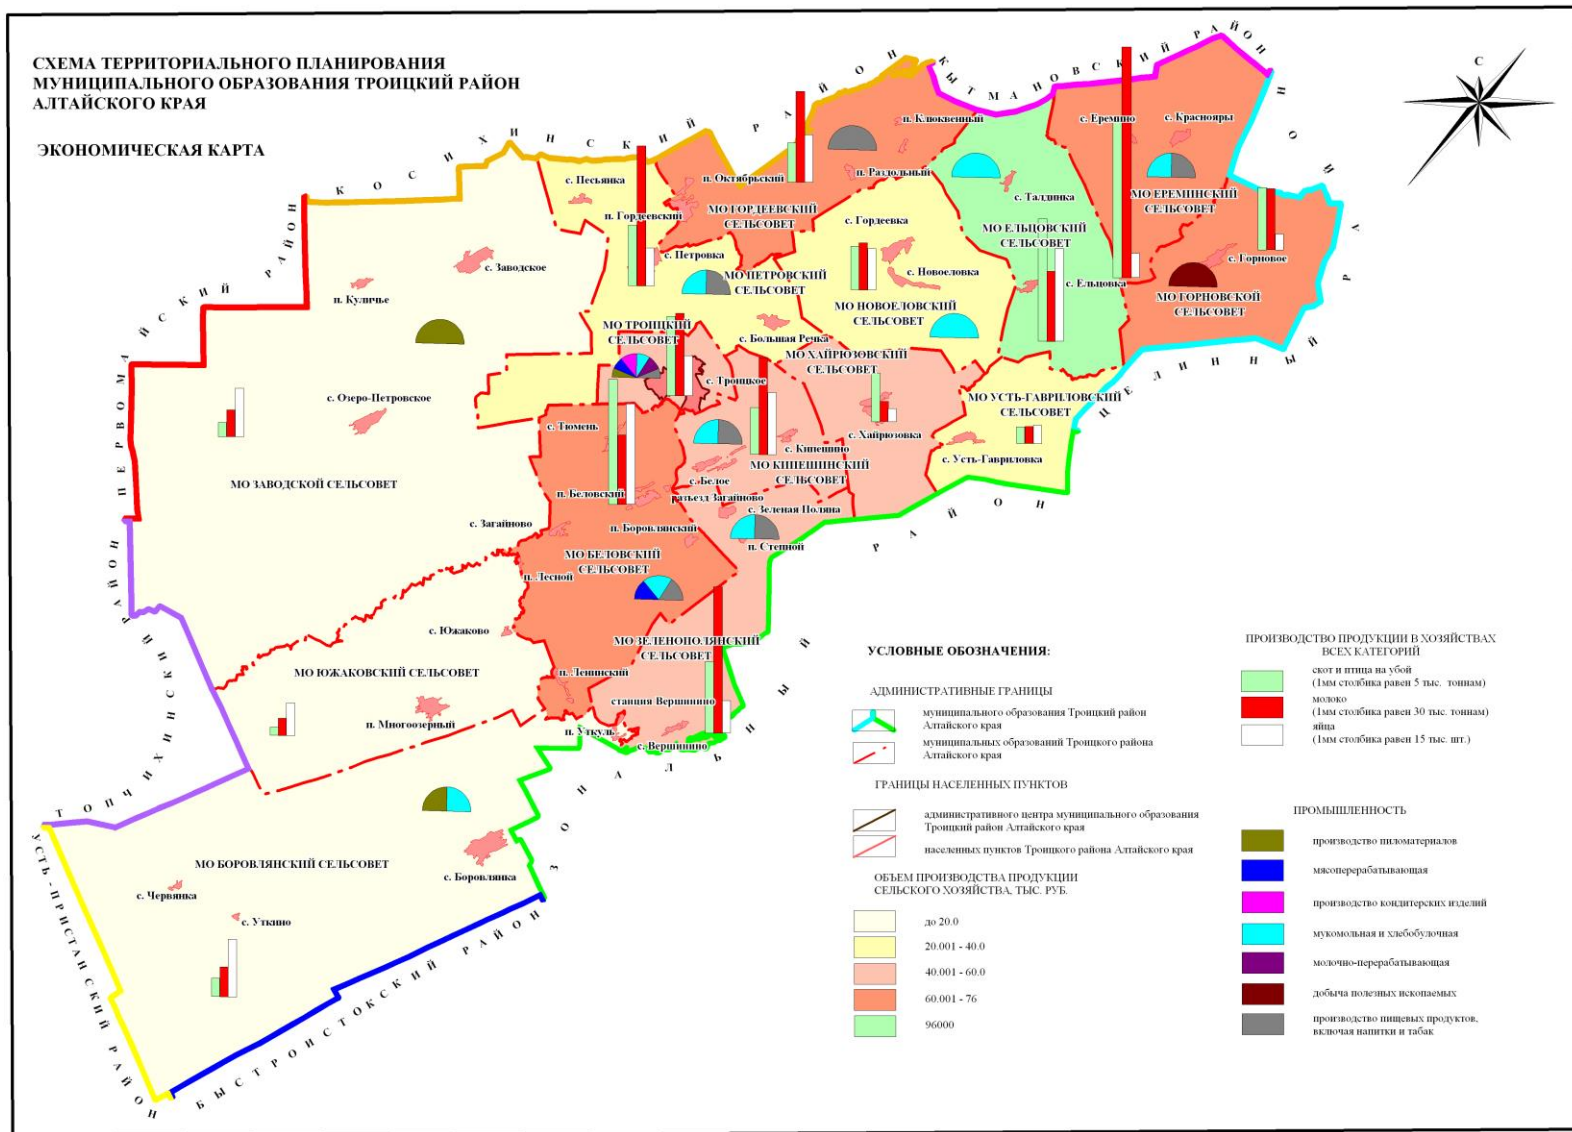 СХЕМА ТЕРРИТОРИАЛЬНОГО ПЛАНИРОВАНИЯ
МУНИЦИПАЛЬНОГО ОБРАЗОВАНИЯ ТРОИЦКИЙ РАЙОН
АЛТАЙСКОГО КРАЯ
ЭКОНОМИЧЕСКАЯ КАРТА
С
КОСИХИНСКИЙ РАЙОН
КЫТМАНОВСКИЙ РАЙОН
ЦЕЛИННЫЙ РАЙОН
ПЕРВОМАЙСКИЙ РАЙОН
ТОПЧИХИНСКИЙ РАЙОН
УСТЬ-ПРИСТАНСКИЙ РАЙОН
БЫСТРОИСТОКСКИЙ РАЙОН
ЗОНАЛЬНЫЙ РАЙОН
п. Клюквенный
с. Еремино
с. Краснояры
с. Песьянка
п. Октябрьский
п. Раздольный
с. Талдинка
МО ЕРЕМИНСКИЙ
СЕЛЬСОВЕТ
п. Гордеевский
МО ГОРДЕЕВСКИЙ
СЕЛЬСОВЕТ
с. Гордеевка
МО ЕЛЬЦОВСКИЙ
СЕЛЬСОВЕТ
с. Петровка
с. Горновое
с. Заводское
п. Куличье
МО ПЕТРОВСКИЙ
СЕЛЬСОВЕТ
с. Новоеловка
с. Ельцовка
МО НОВОЕЛОВСКИЙ
СЕЛЬСОВЕТ
МО ГОРНОВСКОЙ
СЕЛЬСОВЕТ
МО ТРОИЦКИЙ
СЕЛЬСОВЕТ
с. Большая Речка
МО ХАЙРЮЗОВСКИЙ
СЕЛЬСОВЕТ
с. Троицкое
МО УСТЬ-ГАВРИЛОВСКИЙ
СЕЛЬСОВЕТ
с. Озеро-Петровское
с. Тюмень
с. Хайрюзовка
с. Кипешино
с. Усть-Гавриловка
МО КИПЕШИНСКИЙ
СЕЛЬСОВЕТ
МО ЗАВОДСКОЙ СЕЛЬСОВЕТ
с. Белое
п. Беловский
разъезд Загайново
с. Зеленая Поляна
с. Загайново
п. Боровлянский
п. Степной
МО БЕЛОВСКИЙ
СЕЛЬСОВЕТ
п. Лесной
с. Южаково
МО ЗЕЛЕНОПОЛЯНСКИЙ
СЕЛЬСОВЕТ
МО ЮЖАКОВСКИЙ СЕЛЬСОВЕТ
п. Ленинский
станция Вершинино
п. Многоозерный
п. Уткуль
с. Вершинино
МО БОРОВЛЯНСКИЙ СЕЛЬСОВЕТ
с. Боровлянка
с. Червянка
с. Уткино
УСЛОВНЫЕ ОБОЗНАЧЕНИЯ:
АДМИНИСТРАТИВНЫЕ ГРАНИЦЫ
муниципального образования Троицкий район
Алтайского края
муниципальных образований Троицкого района
Алтайского края
ГРАНИЦЫ НАСЕЛЕННЫХ ПУНКТОВ
административного центра муниципального образования
Троицкий район Алтайского края
населенных пунктов Троицкого района Алтайского края
ОБЪЕМ ПРОИЗВОДСТВА ПРОДУКЦИИ
СЕЛЬСКОГО ХОЗЯЙСТВА, ТЫС. РУБ.
до 20.0
20.001 - 40.0
40.001 - 60.0
60.001 - 76
96000
ПРОИЗВОДСТВО ПРОДУКЦИИ В ХОЗЯЙСТВАХ
ВСЕХ КАТЕГОРИЙ
скот и птица на убой
(1мм столбика равен 5 тыс. тоннам)
молоко
(1мм столбика равен 30 тыс. тоннам)
яйца
(1мм столбика равен 15 тыс. шт.)
ПРОМЫШЛЕННОСТЬ
производство пиломатериалов
мясоперерабатывающая
производство кондитерских изделий
мукомольная и хлебобулочная
молочно-перерабатывающая
добыча полезных ископаемых
производство пищевых продуктов,
включая напитки и табак